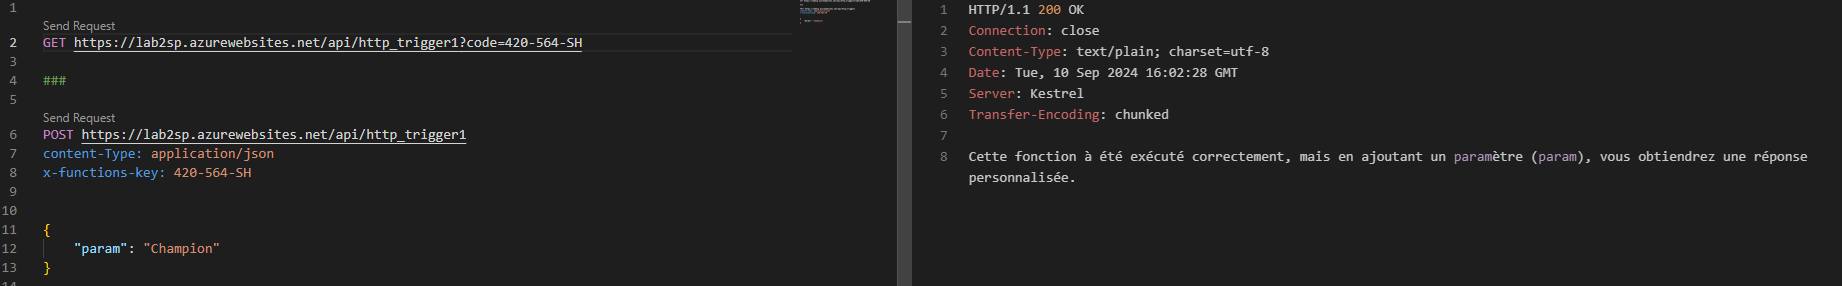 1
Send Request
2 GET https://lab2sp.azurewebsites.net/api/http_trigger1?code=420-564-SH
3
4 ###
5
Send Request
6 POST https://lab2sp.azurewebsites.net/api/http_trigger1
7 content-Type: application/json
8 x-functions-key: 420-564-SH
9
10
11 {
12 "param": "Champion"
13 }
14
1 HTTP/1.1 200 OK
2 Connection: close
3 Content-Type: text/plain; charset=utf-8
4 Date: Tue, 10 Sep 2024 16:02:28 GMT
5 Server: Kestrel
6 Transfer-Encoding: chunked
7
8 Cette fonction à été exécuté correctement, mais en ajoutant un paramètre (param), vous obtiendrez une réponse
personnalisée.